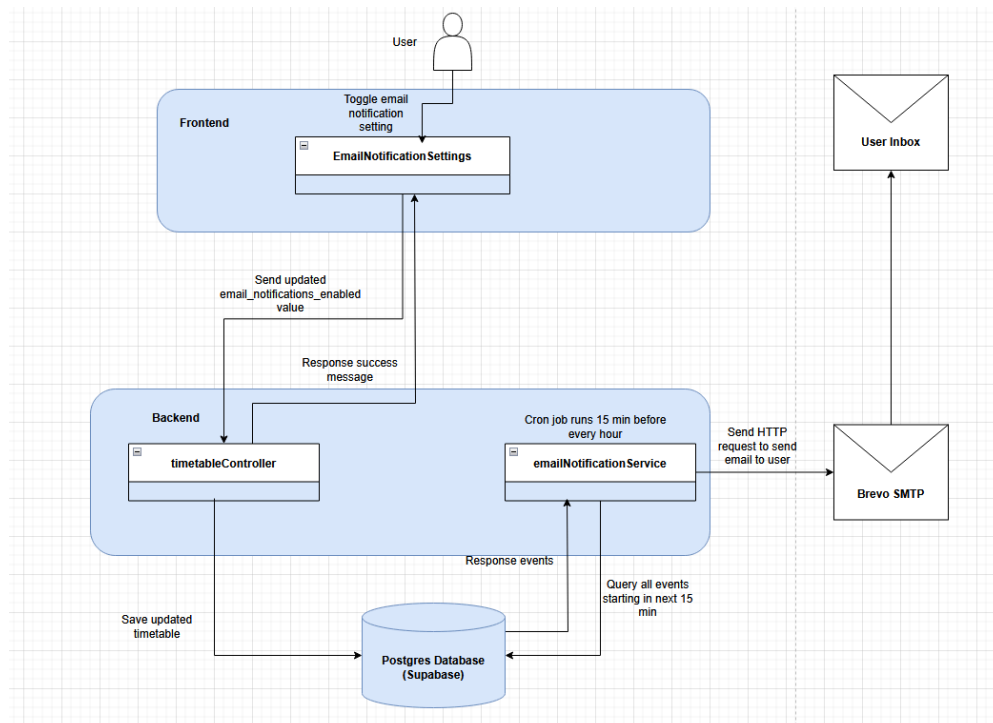 User
Toggle email
notification
setting
Frontend
EmailNotificationSettings
User Inbox
Send updated
email_notifications_enabled
value
Response success
message
Backend
Cron job runs 15 min before
every hour
timetableController
emailNotificationService
Send HTTP
request to send
email to user
Brevo SMTP
Response events
Query all events
starting in next 15
min
Save updated
timetable
Postgres Database
(Supabase)